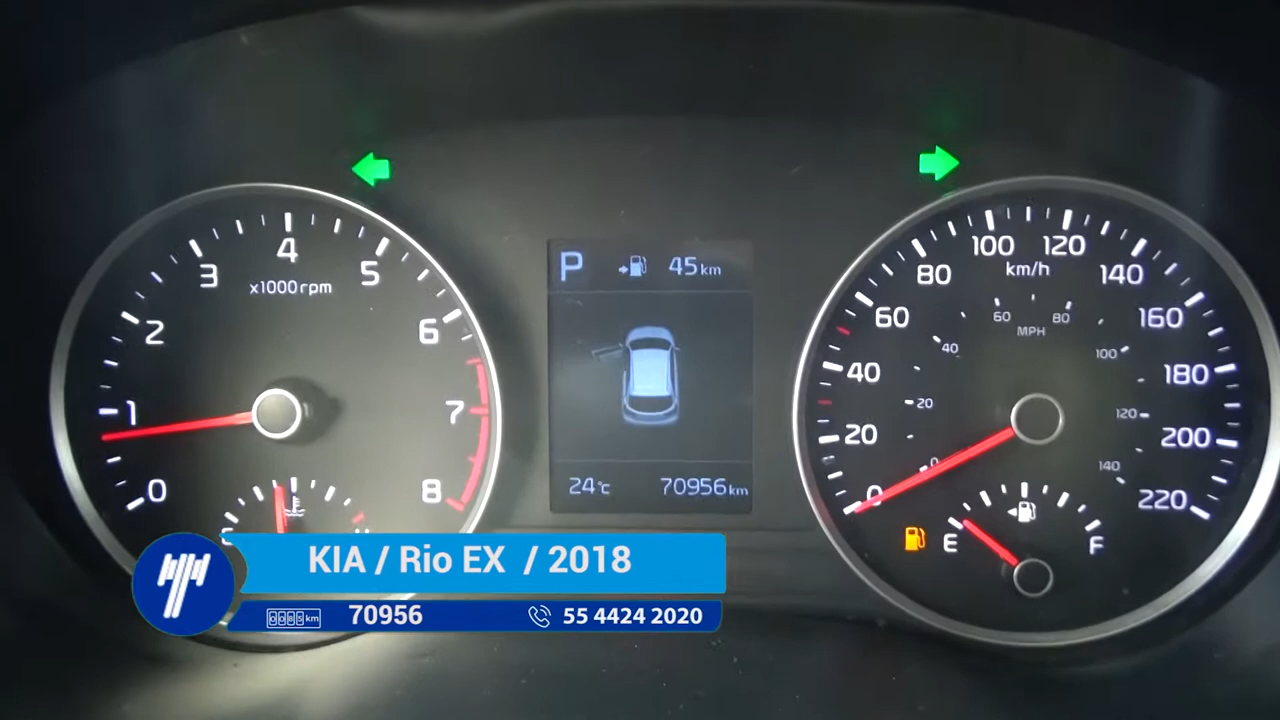 4
3
5
x1000rpm
2
6
1
7
0
8
P 45km
24°C 70956km
100 120
80 km/h 140
60 60 80 160
MPH
40 100
40 180
20 120
20 200
0 140
0 220
E F
KIA / Rio EX / 2018
0085km 70956 55 4424 2020